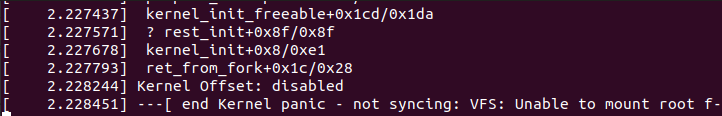 [    2.227437]  kernel_init_freeable+0x1cd/0x1da
[    2.227571]  ? rest_init+0x8f/0x8f
[    2.227678]  kernel_init+0x8/0xe1
[    2.227793]  ret_from_fork+0x1c/0x28
[    2.228244] Kernel Offset: disabled
[    2.228451] ---[ end Kernel panic - not syncing: VFS: Unable to mount root f-